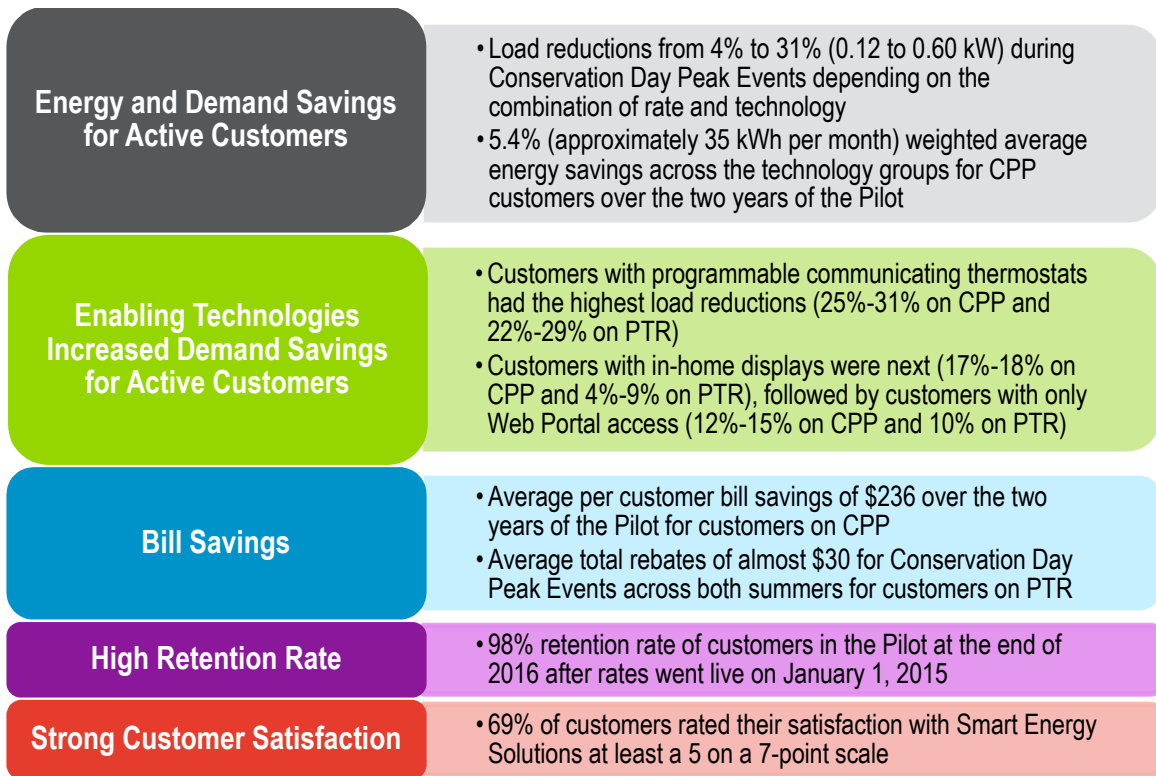 Energy and Demand Savings
for Active Customers
• Load reductions from 4% to 31% (0.12 to 0.60 kW) during
Conservation Day Peak Events depending on the
combination of rate and technology
• 5.4% (approximately 35 kWh per month) weighted average
energy savings across the technology groups for CPP
customers over the two years of the Pilot
Enabling Technologies
Increased Demand Savings
for Active Customers
• Customers with programmable communicating thermostats
had the highest load reductions (25%-31% on CPP and
22%-29% on PTR)
• Customers with in-home displays were next (17%-18% on
CPP and 4%-9% on PTR), followed by customers with only
Web Portal access (12%-15% on CPP and 10% on PTR)
Bill Savings
• Average per customer bill savings of $236 over the two
years of the Pilot for customers on CPP
• Average total rebates of almost $30 for Conservation Day
Peak Events across both summers for customers on PTR
High Retention Rate
• 98% retention rate of customers in the Pilot at the end of
2016 after rates went live on January 1, 2015
Strong Customer Satisfaction
• 69% of customers rated their satisfaction with Smart Energy
Solutions at least a 5 on a 7-point scale